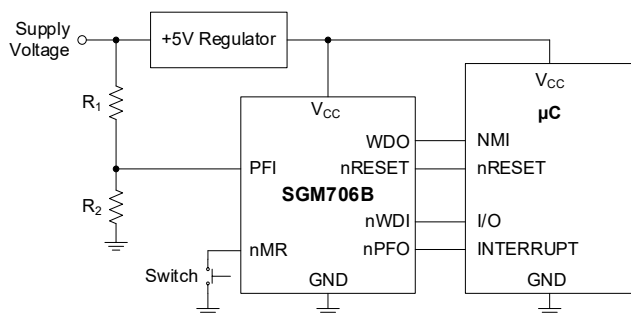 Supply
Voltage
+5V Regulator
R1
R2
VCC
WDO
nRESET
PFI
SGM706B
nWDI
nPFO
nMR
GND
Switch
VCC
µC
NMI
nRESET
I/O
INTERRUPT
GND